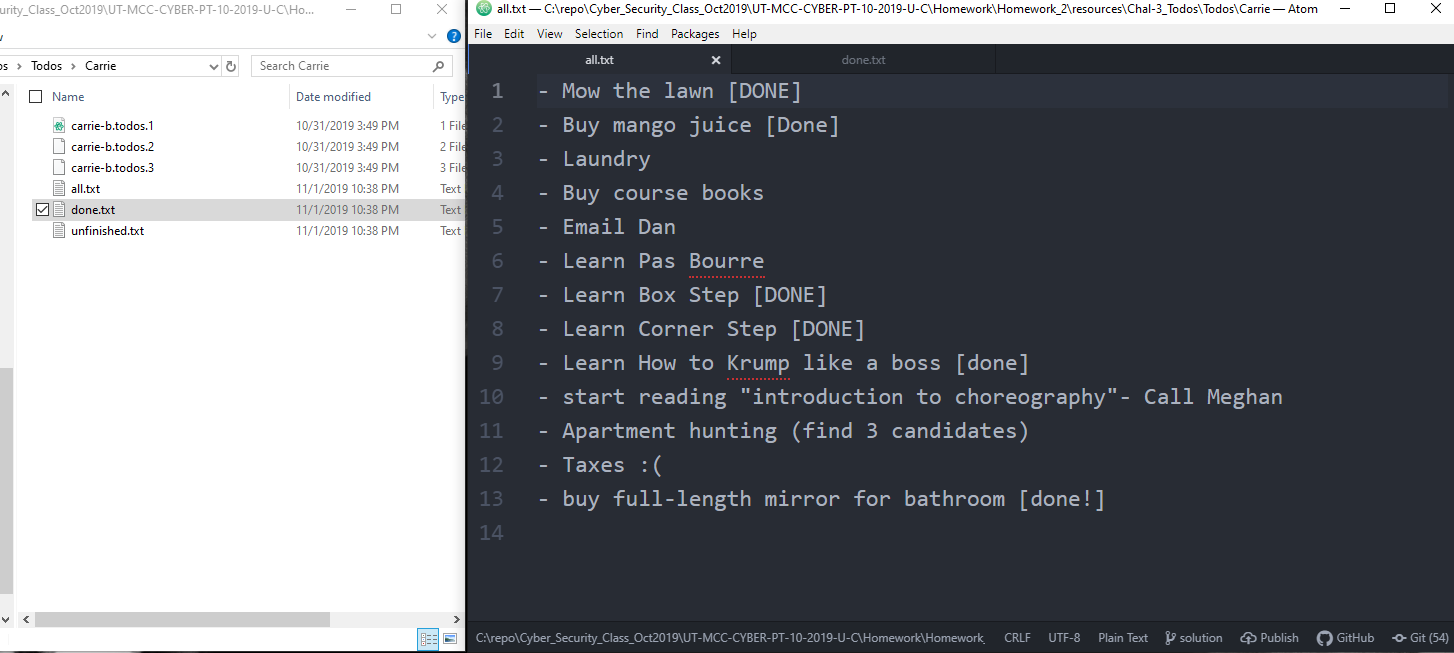 urity_Class_Oct2019\UT-MCC-CYBER-PT-10-2019-U-C\Ho...
Todos > Carrie
Search Carrie
Name Date modified Type
carrie-b.todos.1 10/31/2019 3:49 PM 1 File
carrie-b.todos.2 10/31/2019 3:49 PM 2 File
carrie-b.todos.3 10/31/2019 3:49 PM 3 File
all.txt 11/1/2019 10:38 PM Text
done.txt 11/1/2019 10:38 PM Text
unfinished.txt 11/1/2019 10:38 PM Text
all.txt — C:\repo\Cyber_Security_Class_Oct2019\UT-MCC-CYBER-PT-10-2019-U-C\Homework\Homework_2\resources\Chal-3_Todos\Todos\Carrie — Atom
File Edit View Selection Find Packages Help
all.txt done.txt
1 - Mow the lawn [DONE]
2 - Buy mango juice [Done]
3 - Laundry
4 - Buy course books
5 - Email Dan
6 - Learn Pas Bourre
7 - Learn Box Step [DONE]
8 - Learn Corner Step [DONE]
9 - Learn How to Krump like a boss [done]
10 - start reading "introduction to choreography"- Call Meghan
11 - Apartment hunting (find 3 candidates)
12 - Taxes :(
13 - buy full-length mirror for bathroom [done!]
14
C:\repo\Cyber_Security_Class_Oct2019\UT-MCC-CYBER-PT-10-2019-U-C\Homework\Homework_ CRLF UTF-8 Plain Text solution Publish GitHub Git (54)